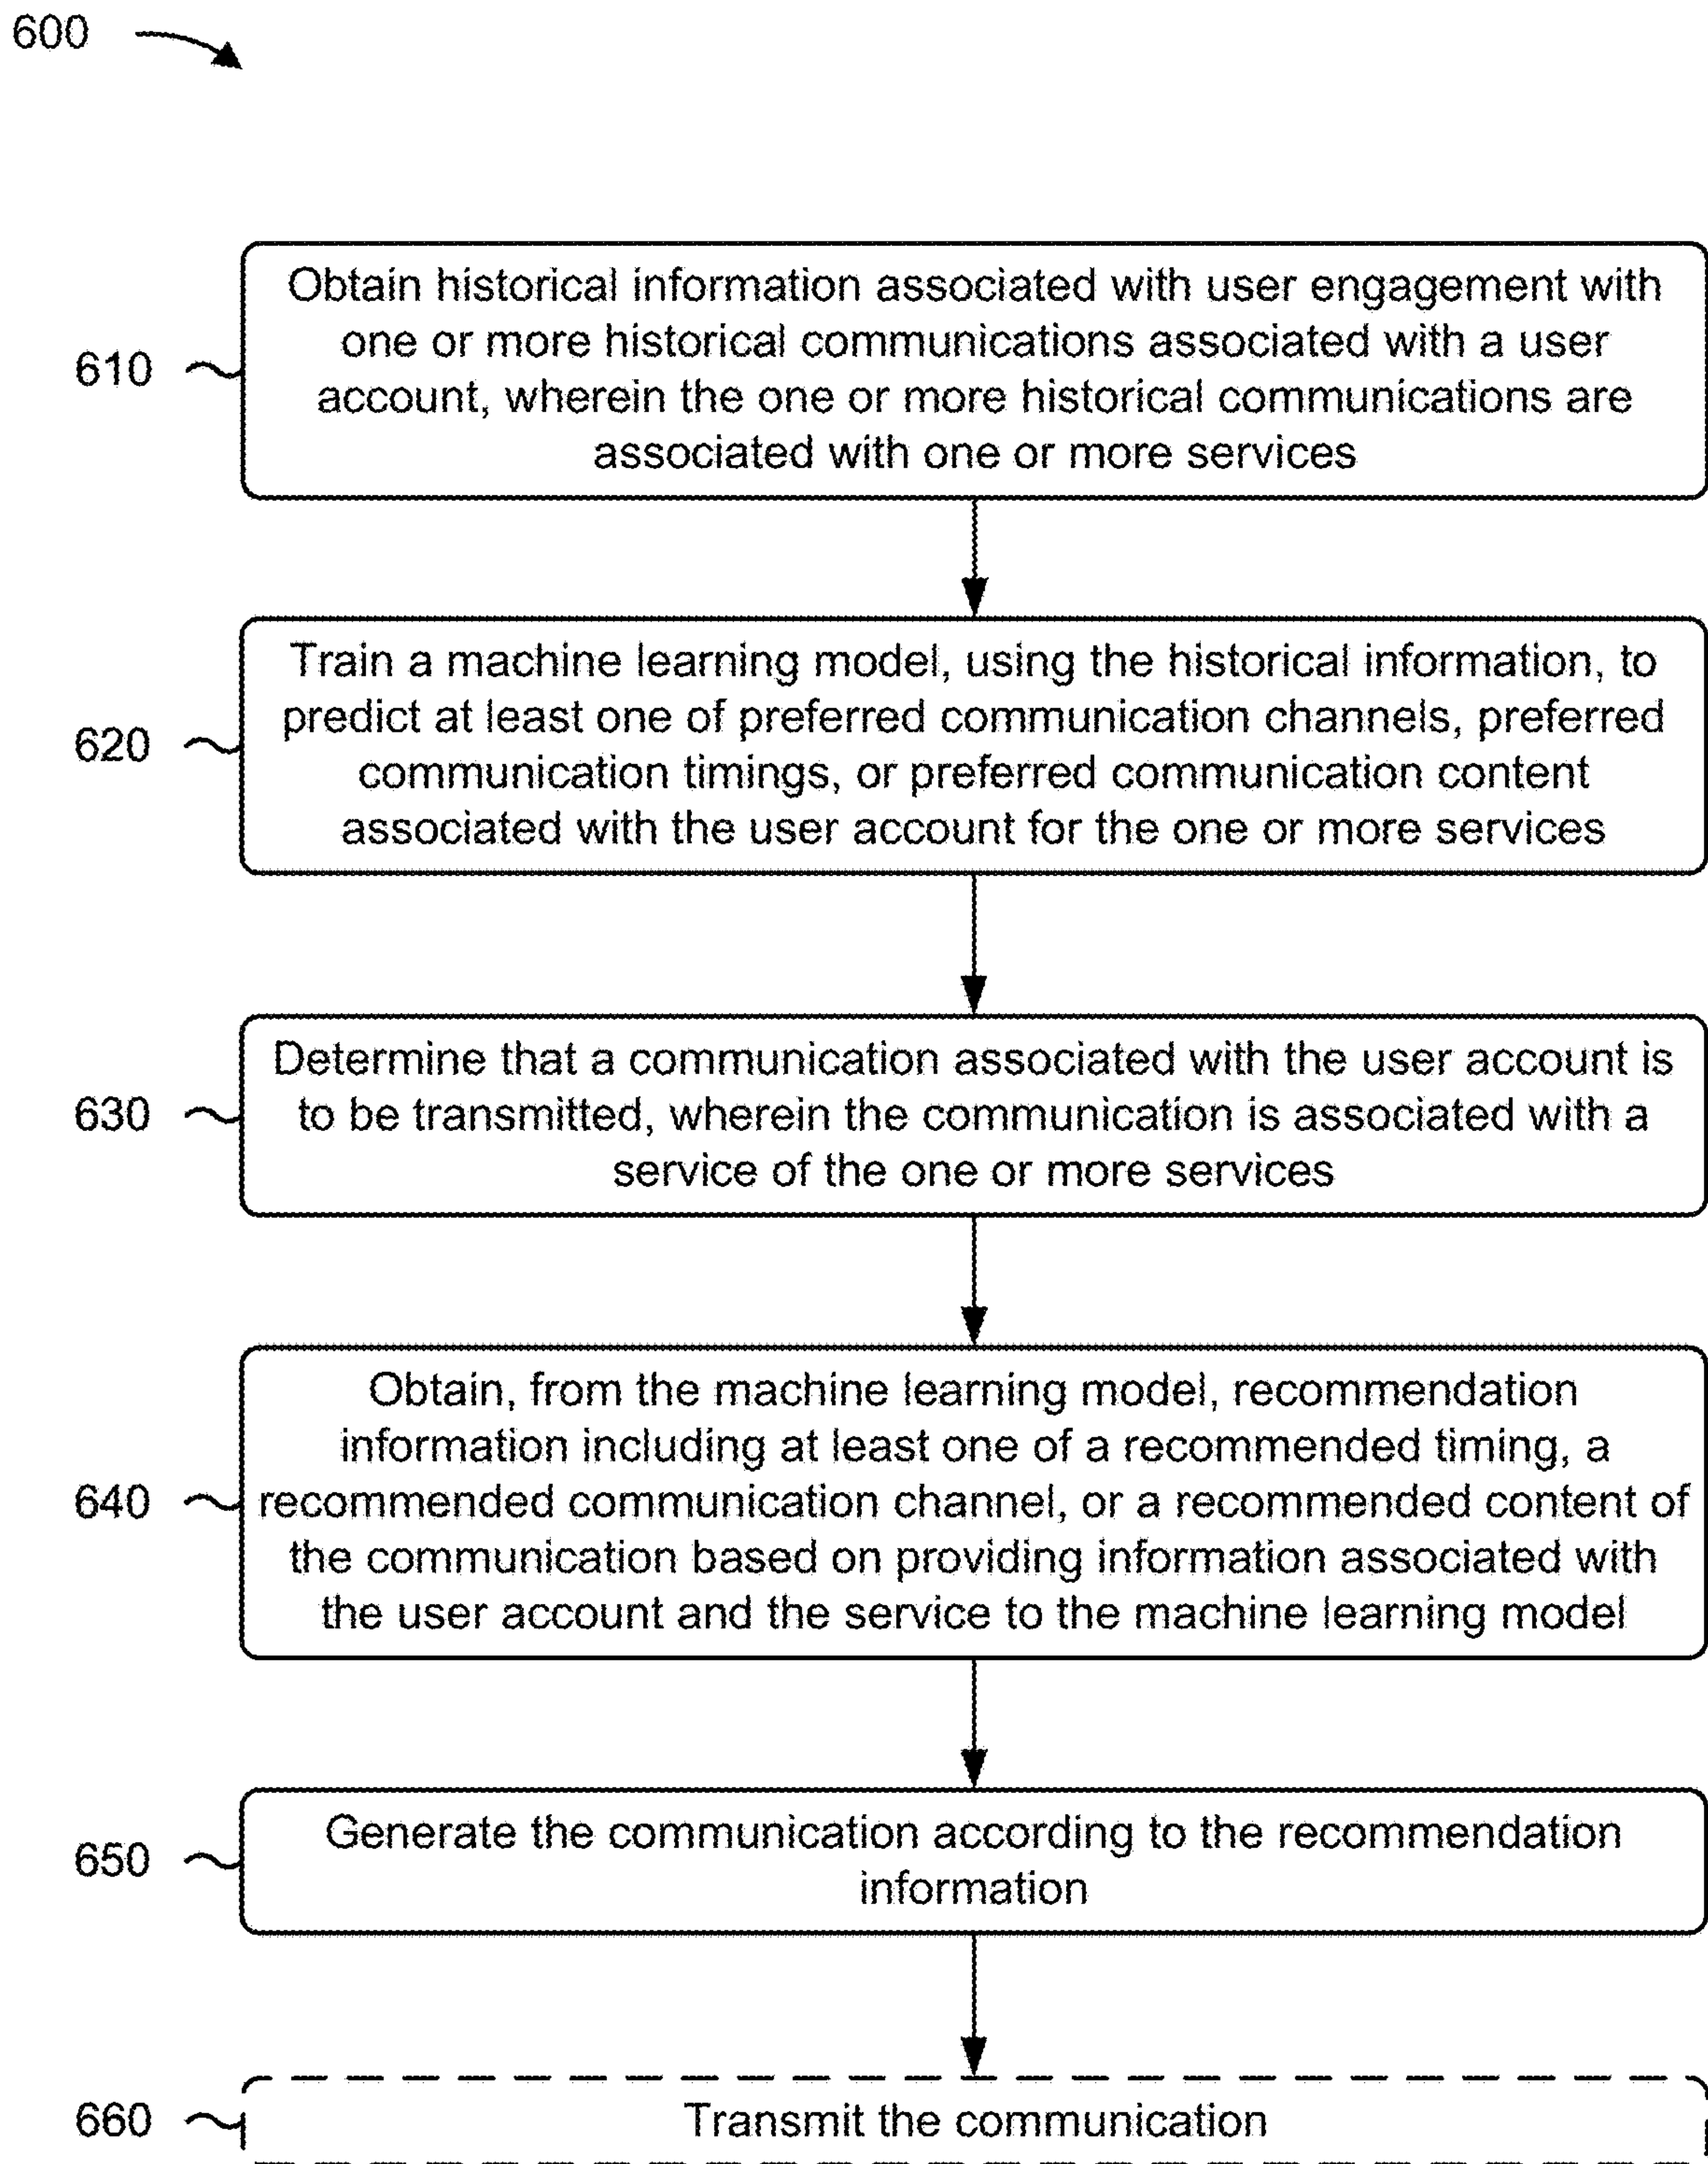 600
Obtain historical information associated with user engagement with
one or more historical communications associated with a user
account, wherein the one or more historical communications are
associated with one or more services
610
Train a machine learning model, using the historical information, to
predict at least one of preferred communication channels, preferred
communication timings, or preferred communication content
associated with the user account for the one or more services
620
Determine that a communication associated with the user account is
to be transmitted, wherein the communication is associated with a
service of the one or more services
630
Obtain, from the machine learning model, recommendation
information including at least one of a recommended timing, a
recommended communication channel, or a recommended content of
the communication based on providing information associated with
the user account and the service to the machine learning model
640
Generate the communication according to the recommendation
information
650
Transmit the communication
660